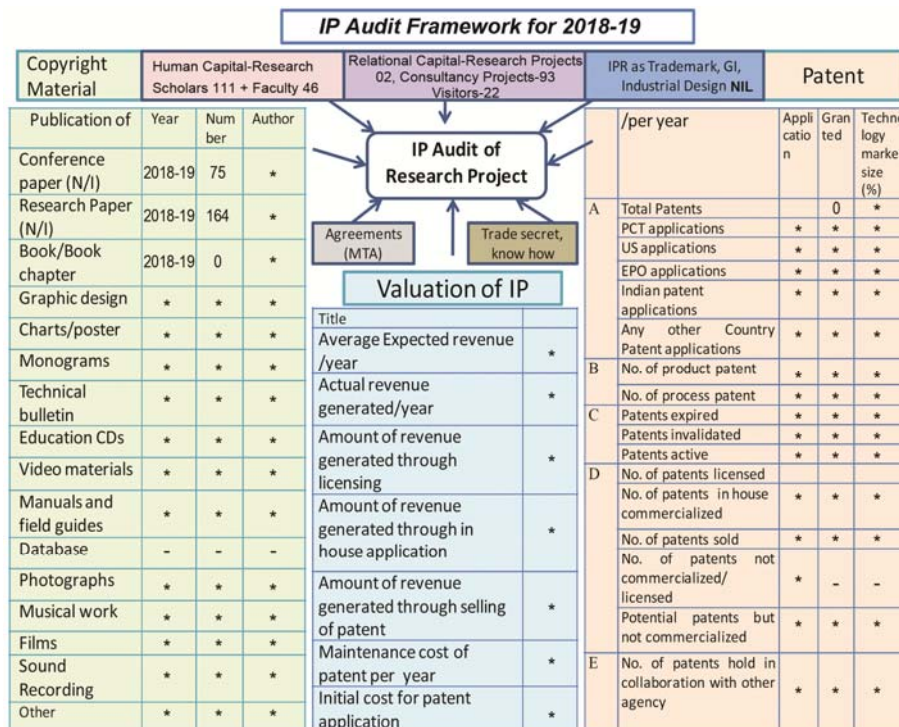 IP Audit Framework for 2018-19
Copyright
Material
Human Capital-Research
Scholars 111 + Faculty 46
Relational Capital-Research Projects
02, Consultancy Projects-93
Visitors-22
IPR as Trademark, GI,
Industrial Design NIL
Patent
IP Audit of
Research Project
Agreements
(MTA)
Trade secret,
know how
Publication of Year Num
ber Author
Conference
paper (N/I) 2018-19 75 *
Research Paper
(N/I) 2018-19 164 *
Book/Book
chapter 2018-19 0 *
Graphic design * * *
Charts/poster * * *
Monograms * * *
Technical
bulletin * * *
Education CDs * * *
Video materials * * *
Manuals and
field guides * * *
Database - - -
Photographs * * *
Musical work * * *
Films * * *
Sound
Recording * * *
Other * * *
Valuation of IP
Title
Average Expected revenue
/year *
Actual revenue
generated/year *
Amount of revenue
generated through
licensing *
Amount of revenue
generated through in
house application *
Amount of revenue
generated through selling
of patent *
Maintenance cost of
patent per year *
Initial cost for patent
application *
/per year Appli
catio
n Gran
ted Techno
logy
market
size
(%)
A Total Patents 0 *
PCT applications * * *
US applications * * *
EPO applications * * *
Indian patent
applications * * *
Any other Country
Patent applications * * *
B No. of product patent * * *
No. of process patent * * *
C Patents expired * * *
Patents invalidated * * *
Patents active * * *
D No. of patents licensed
No. of patents in house
commercialized * * *
No. of patents sold * * *
No. of patents not
commercialized/
licensed * - -
Potential patents but
not commercialized * * *
E No. of patents hold in
collaboration with other
agency * * *